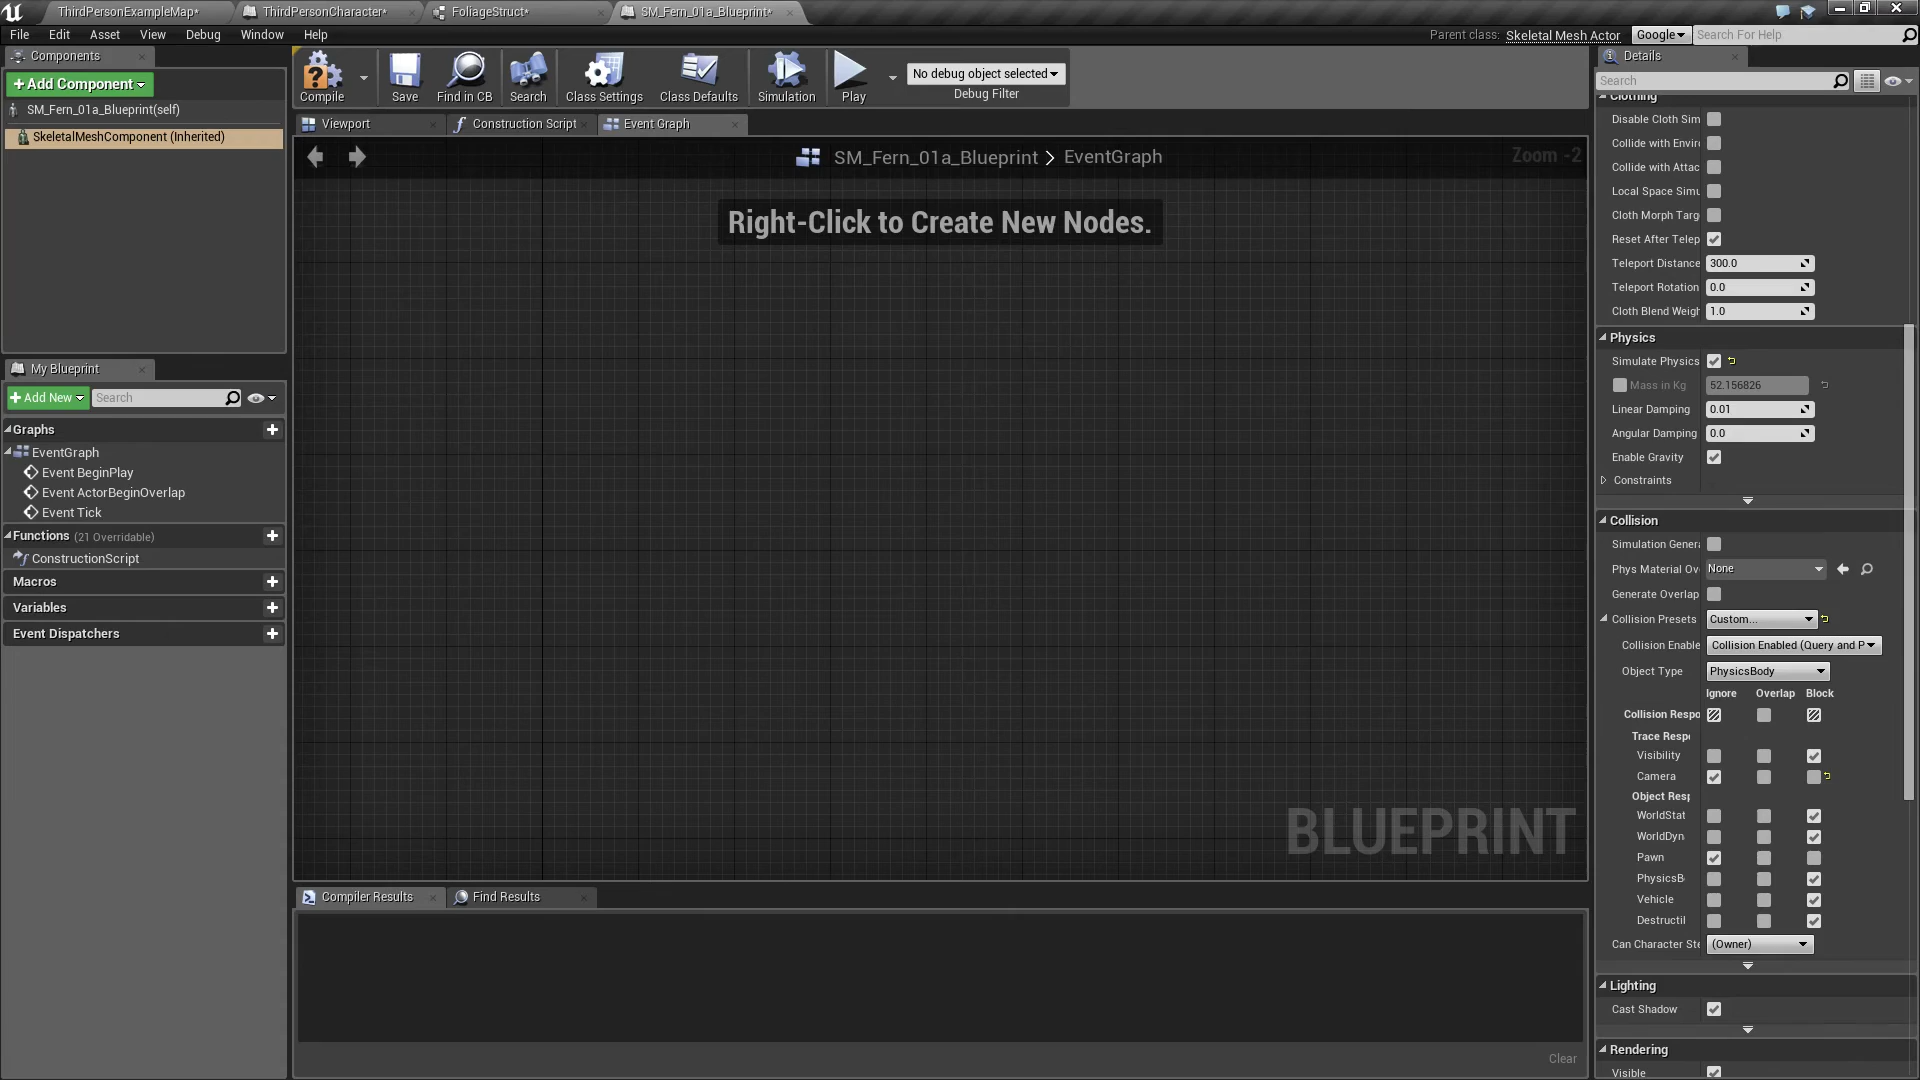 ThirdPersonExampleMap*
ThirdPersonCharacter*
FoliageStruct*
SM_Fern_01a_Blueprint*
File Edit Asset View Debug Window Help
Parent class: Skeletal Mesh Actor
Google
Search For Help
Components
+Add Component
SM_Fern_01a_Blueprint(self)
SkeletalMeshComponent (Inherited)
Compile
Save
Find in CB
Search
Class Settings
Class Defaults
Simulation
Play
No debug object selected
Debug Filter
Viewport
Construction Script
Event Graph
SM_Fern_01a_Blueprint > EventGraph
Zoom -2
Right-Click to Create New Nodes.
BLUEPRINT
My Blueprint
+Add New
Search
Graphs
EventGraph
Event BeginPlay
Event ActorBeginOverlap
Event Tick
Functions (21 Overridable)
ConstructionScript
Macros
Variables
Event Dispatchers
Compiler Results
Find Results
Clear
Details
Search
Clothing
Disable Cloth Sim
Collide with Envir
Collide with Attac
Local Space Simu
Cloth Morph Targ
Reset After Telep
Teleport Distance 300.0
Teleport Rotation 0.0
Cloth Blend Weigh 1.0
Physics
Simulate Physics
Mass in Kg 52.156826
Linear Damping 0.01
Angular Damping 0.0
Enable Gravity
Constraints
Collision
Simulation Genera
Phys Material Ov None
Generate Overlap
Collision Presets Custom...
Collision Enable Collision Enabled (Query and P
Object Type PhysicsBody
Ignore Overlap Block
Collision Respo
Trace Resp
Visibility
Camera
Object Resp
WorldStat
WorldDyn
Pawn
PhysicsB
Vehicle
Destructil
Can Character Ste (Owner)
Lighting
Cast Shadow
Rendering
Visible